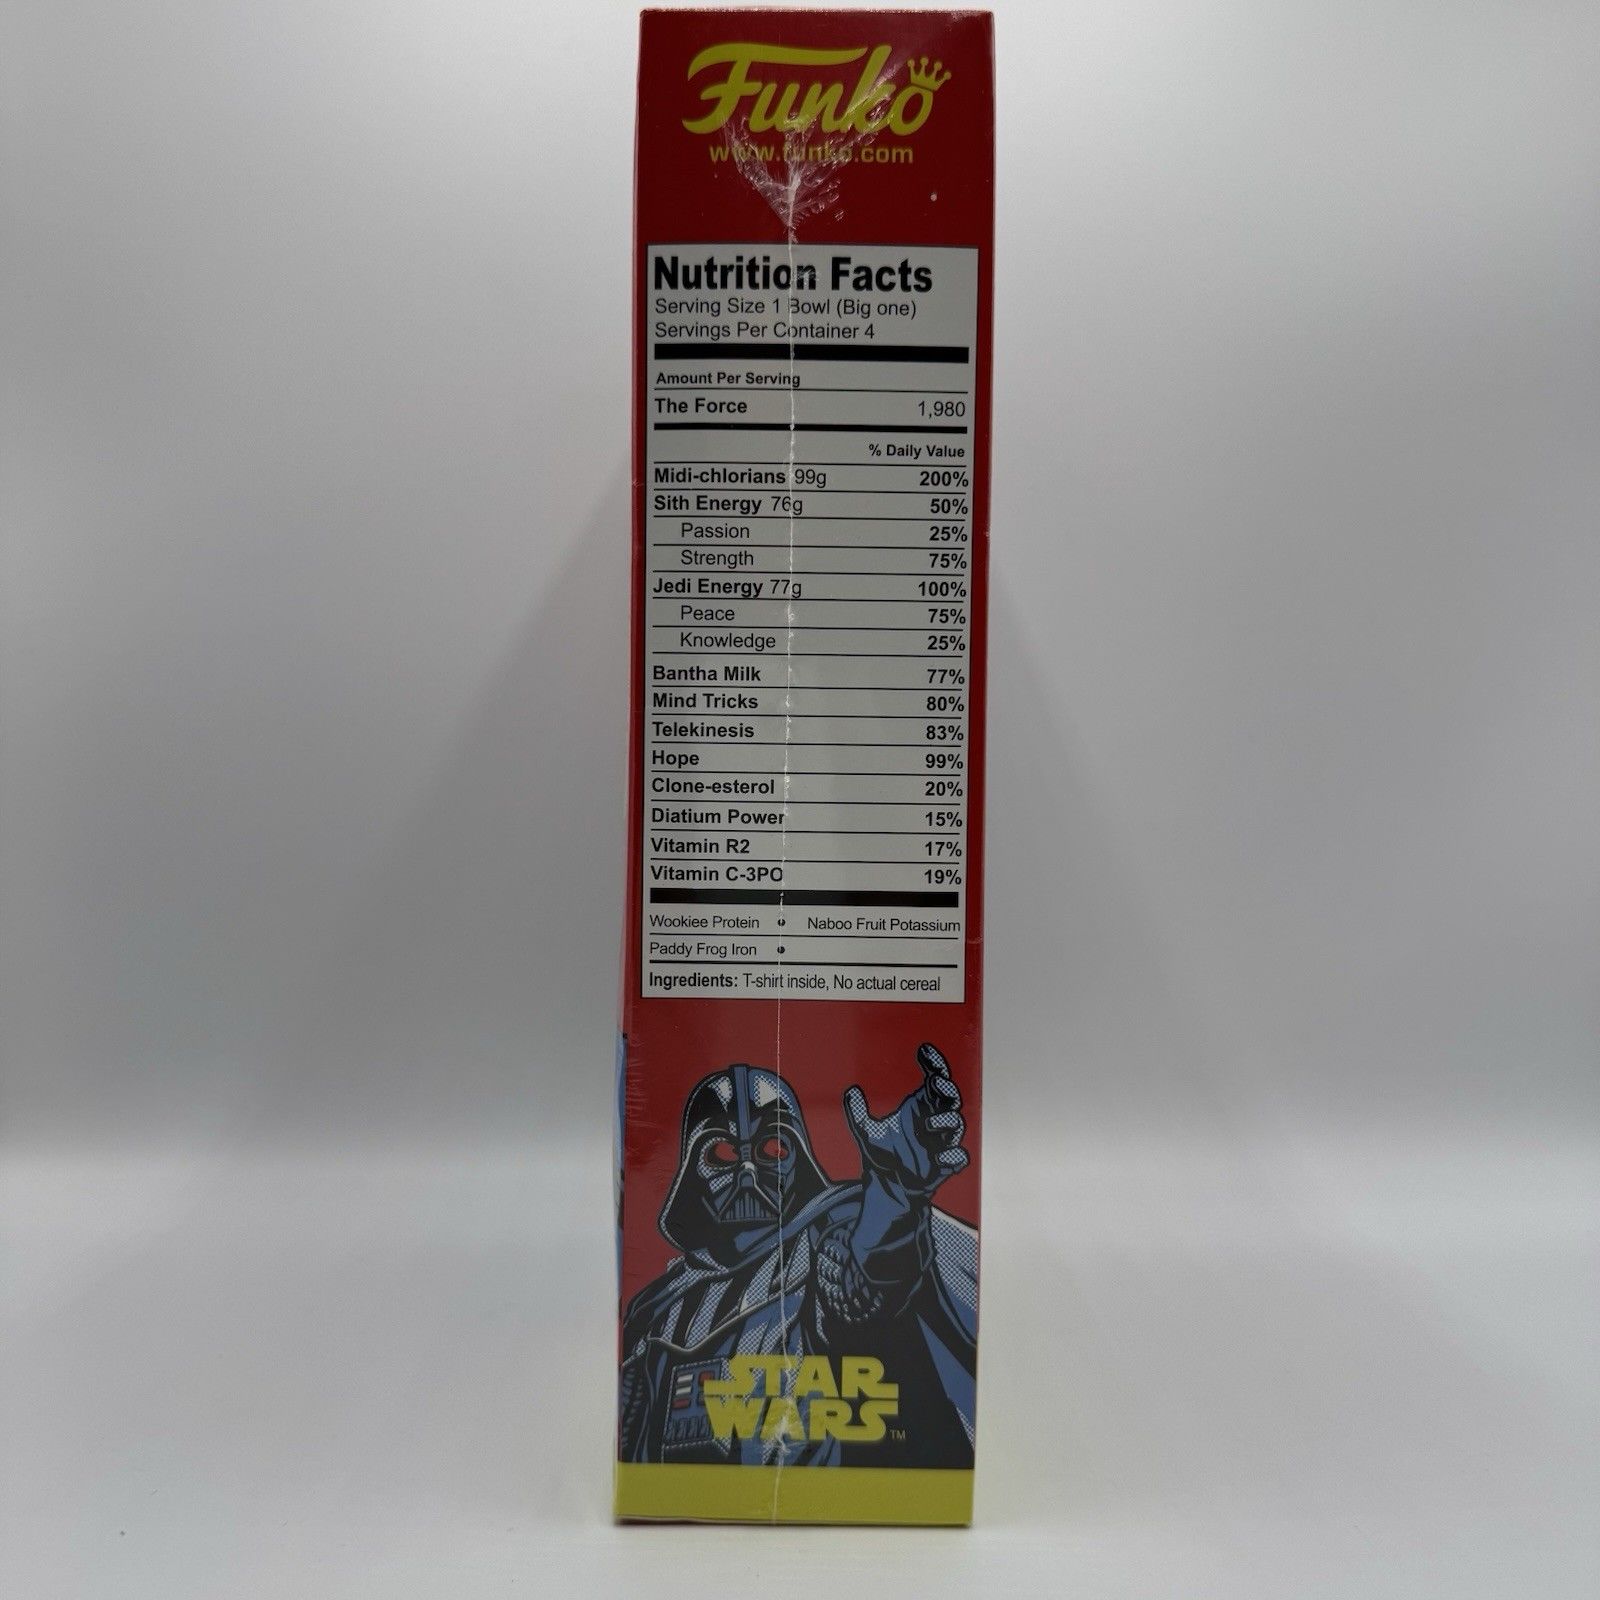 Funko
www.funko.com
Nutrition Facts
Serving Size 1 Bowl (Big one)
Servings Per Container 4
Amount Per Serving
The Force 1,980
% Daily Value
Midi-chlorians 99g 200%
Sith Energy 76g 50%
Passion 25%
Strength 75%
Jedi Energy 77g 100%
Peace 75%
Knowledge 25%
Bantha Milk 77%
Mind Tricks 80%
Telekinesis 83%
Hope 99%
Clone-esterol 20%
Diatium Power 15%
Vitamin R2 17%
Vitamin C-3PO 19%
Wookiee Protein • Naboo Fruit Potassium
Paddy Frog Iron •
Ingredients: T-shirt inside, No actual cereal
STAR
WARS™